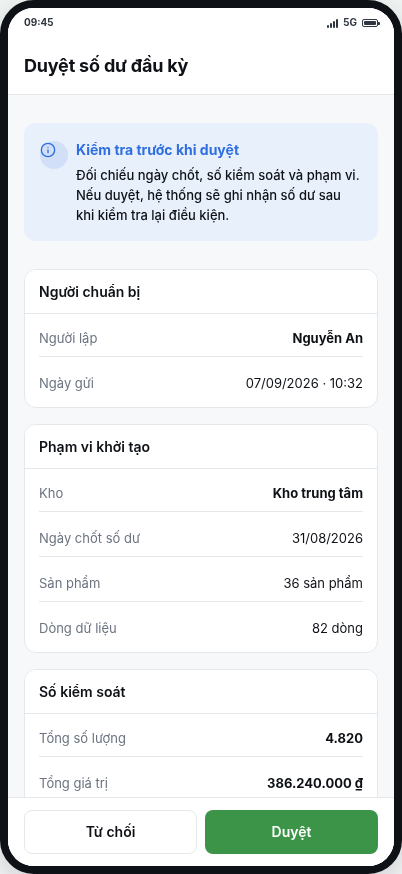 09:45 5G
Duyệt số dư đầu kỳ
Kiểm tra trước khi duyệt
Đối chiếu ngày chốt, số kiểm soát và phạm vi.
Nếu duyệt, hệ thống sẽ ghi nhận số dư sau
khi kiểm tra lại điều kiện.
Người chuẩn bị
Người lập Nguyễn An
Ngày gửi 07/09/2026 · 10:32
Phạm vi khởi tạo
Kho Kho trung tâm
Ngày chốt số dư 31/08/2026
Sản phẩm 36 sản phẩm
Dòng dữ liệu 82 dòng
Số kiểm soát
Tổng số lượng 4.820
Tổng giá trị 386.240.000 ₫
Từ chối Duyệt